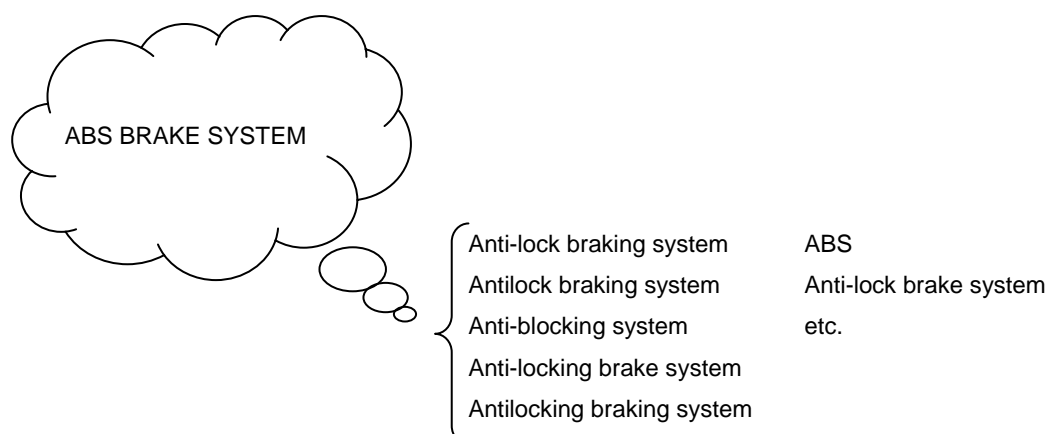 ABS BRAKE SYSTEM
Anti-lock braking system
Antilock braking system
Anti-blocking system
Anti-locking brake system
Antilocking braking system
ABS
Anti-lock brake system
etc.